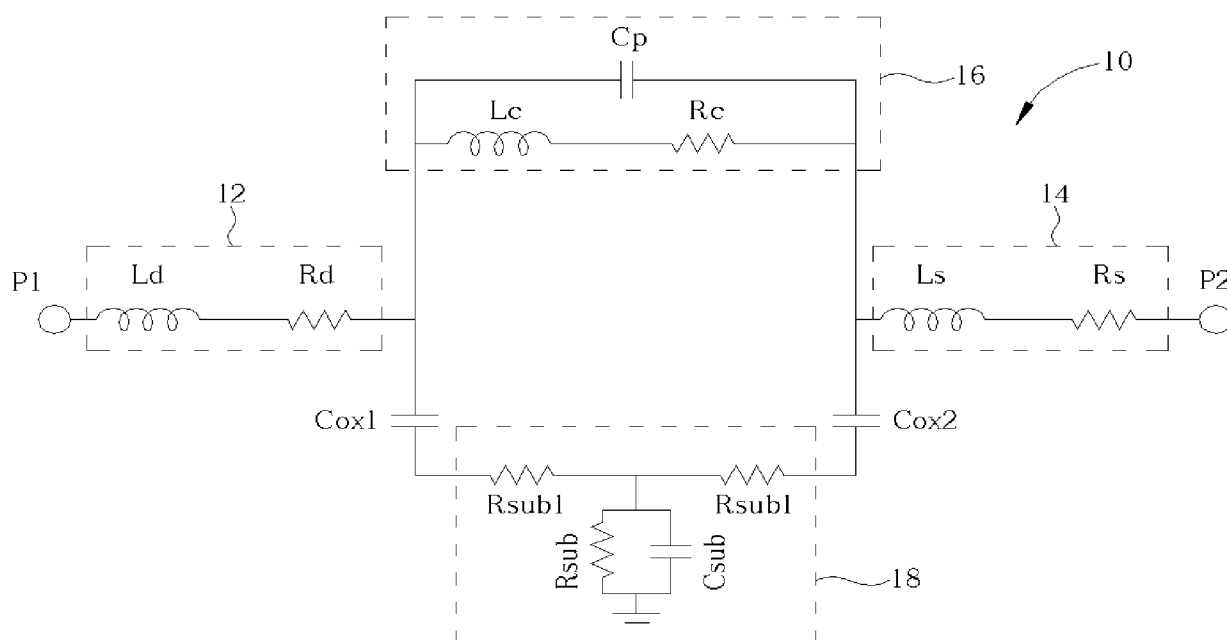 Cp
16
10
Lc
Rc
12
14
P1
Ld
Rd
Ls
Rs
P2
Cox1
Cox2
Rsub1
Rsub1
Rsub
Csub
18